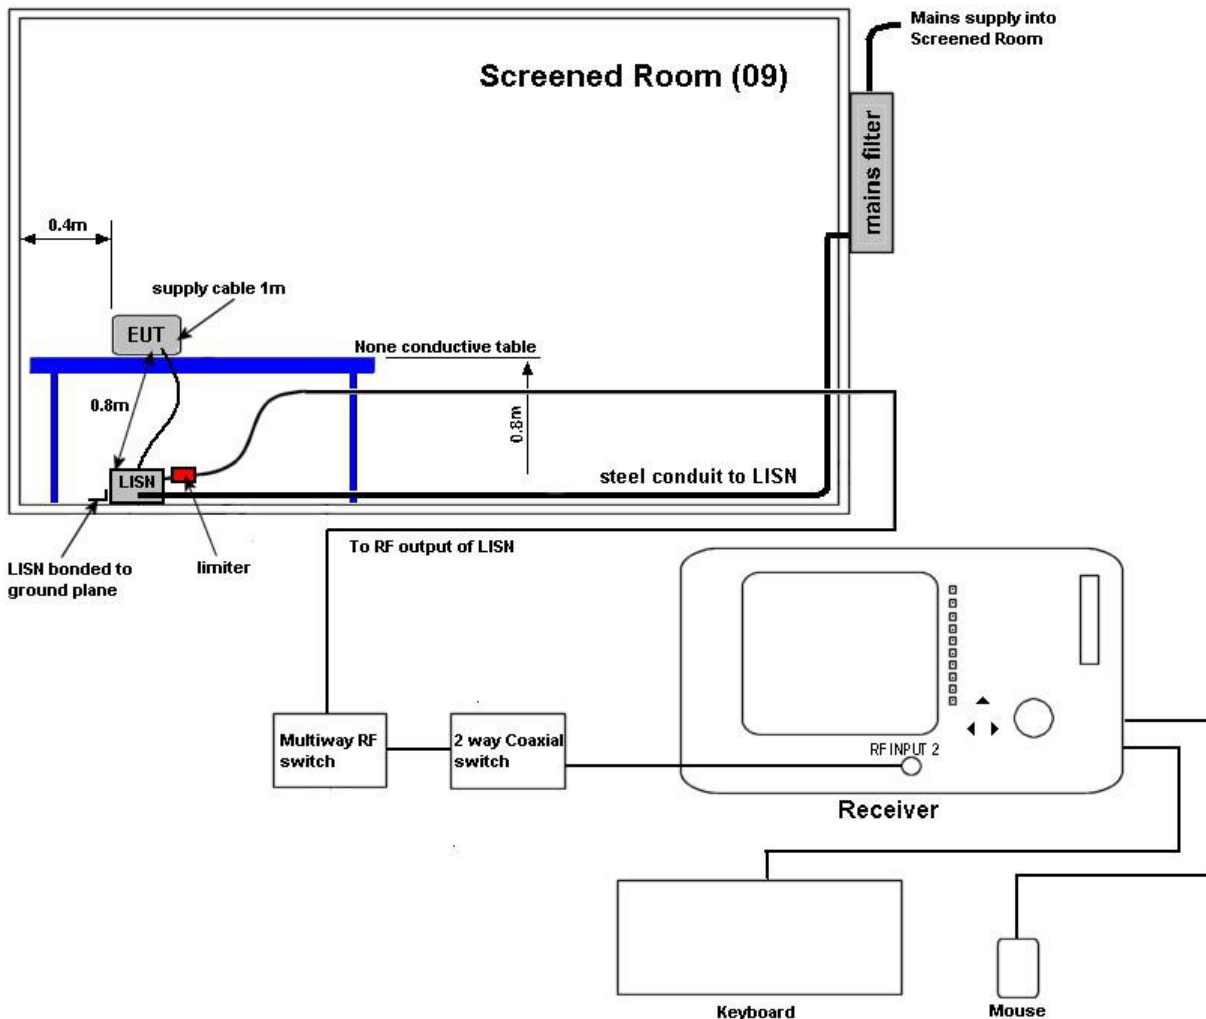 Mains supply into
Screened Room
Screened Room (09)
mains filter
0.4m
supply cable 1m
EUT
None conductive table
0.8m
0.8m
LISN
steel conduit to LISN
To RF output of LISN
LISN bonded to
ground plane
limiter
Multiway RF
switch
2 way Coaxial
switch
RF INPUT 2
Receiver
Keyboard
Mouse